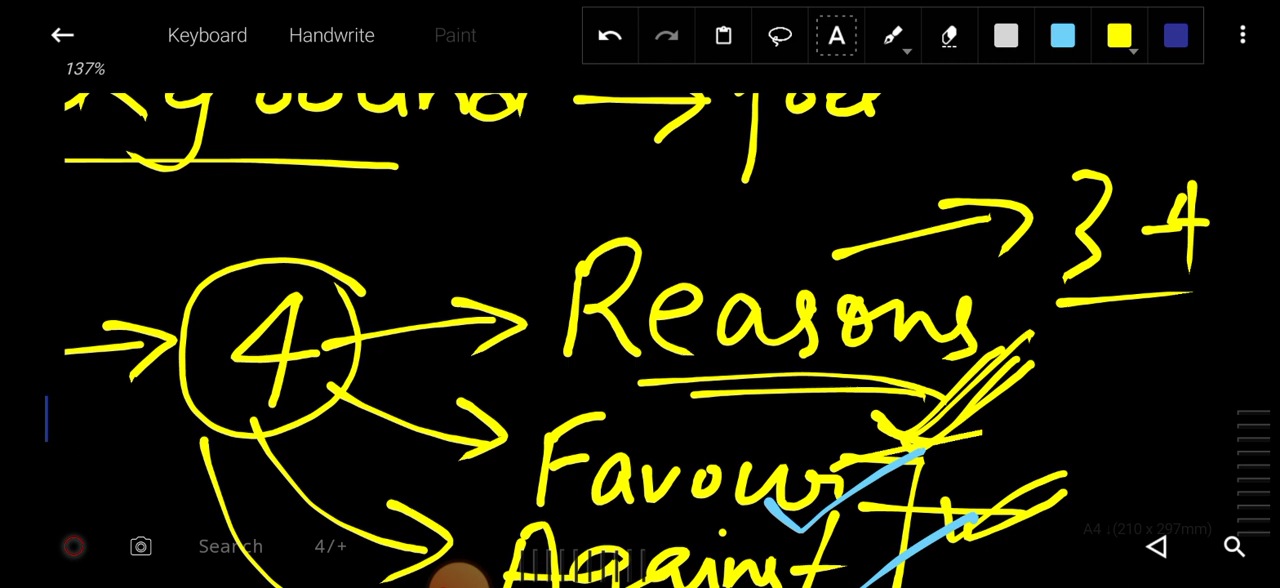 Keyboard Handwrite Paint A
137%
→
→ 3 4
→ 4 → Reasons
→ Favour
→ Against
A4 ↓(210 x 297mm)
Search 4/+